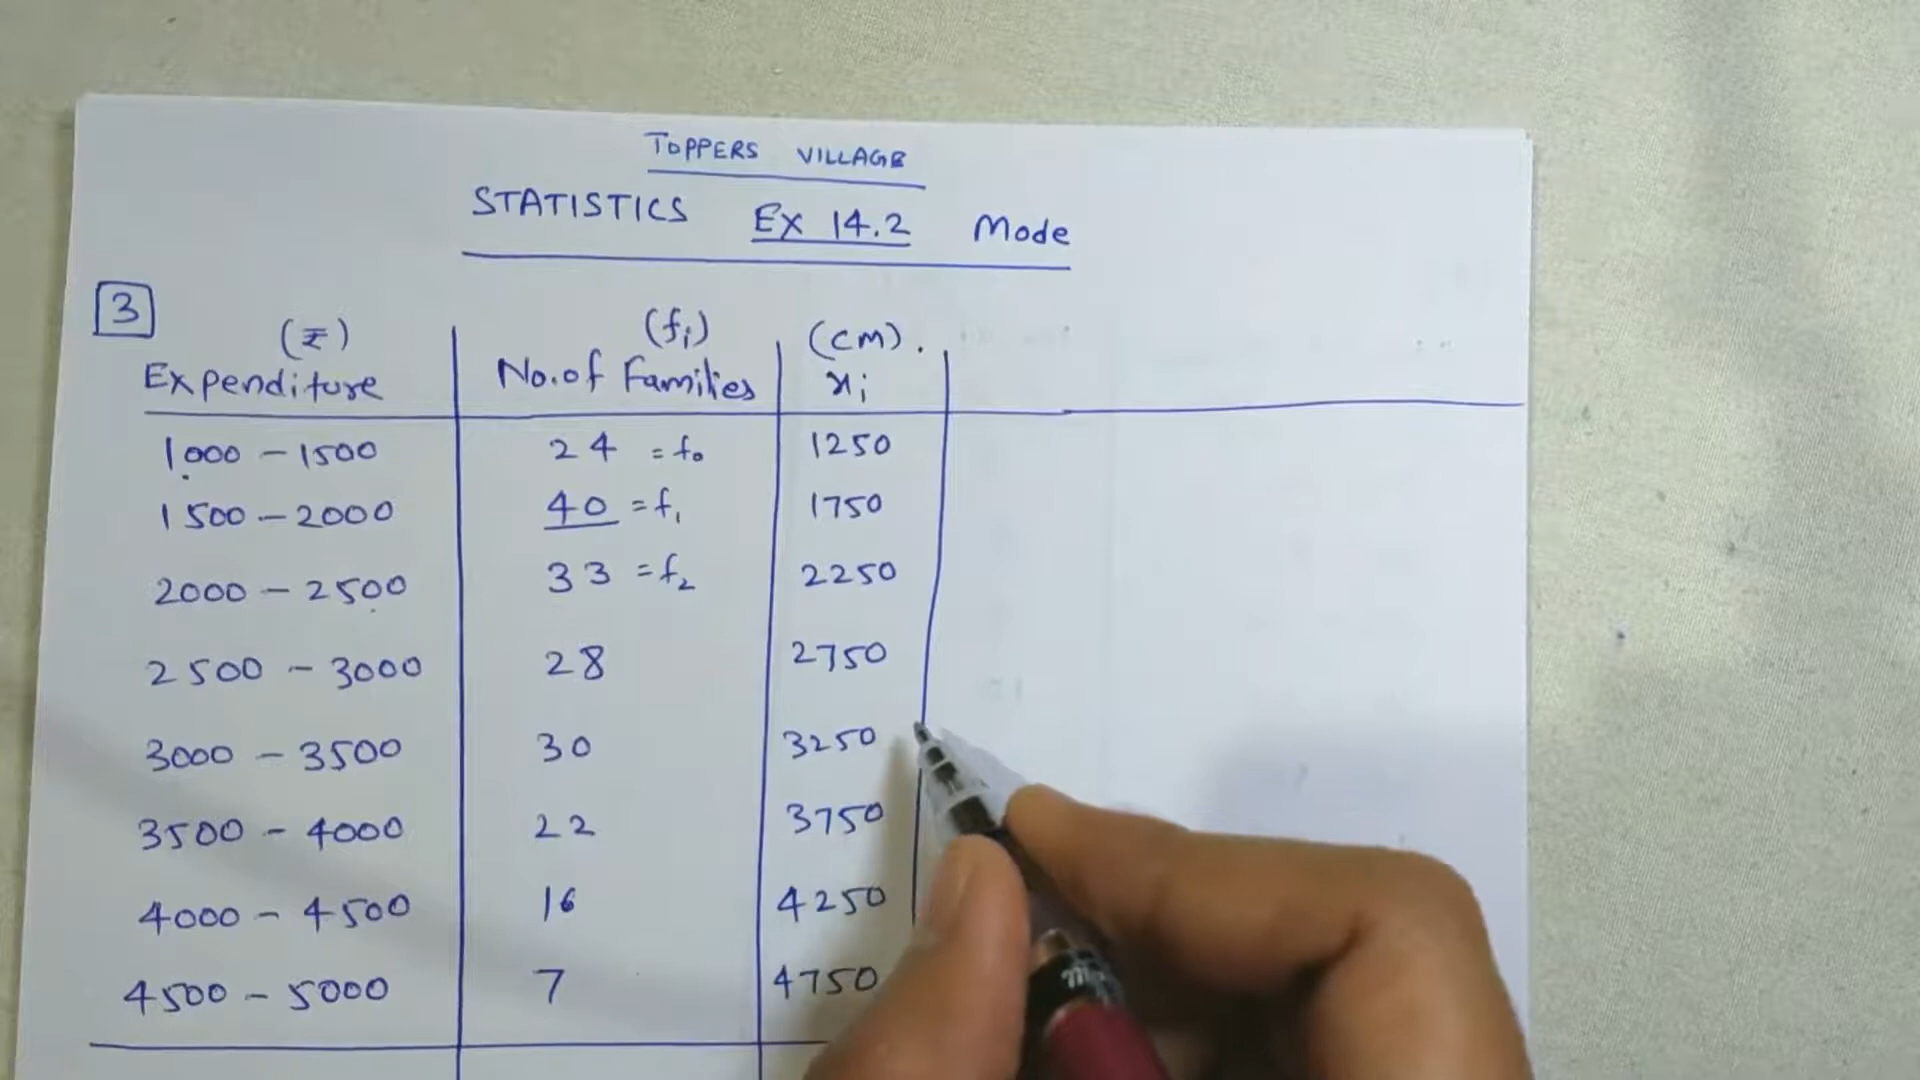 TOPPERS VILLAGE
STATISTICS Ex 14.2 Mode
3
(₹) (fi) (cm).
Expenditure No. of Families xi
1000 - 1500 24 = f0 1250
1500 - 2000 40 = f1 1750
2000 - 2500 33 = f2 2250
2500 - 3000 28 2750
3000 - 3500 30 3250
3500 - 4000 22 3750
4000 - 4500 16 4250
4500 - 5000 7 4750